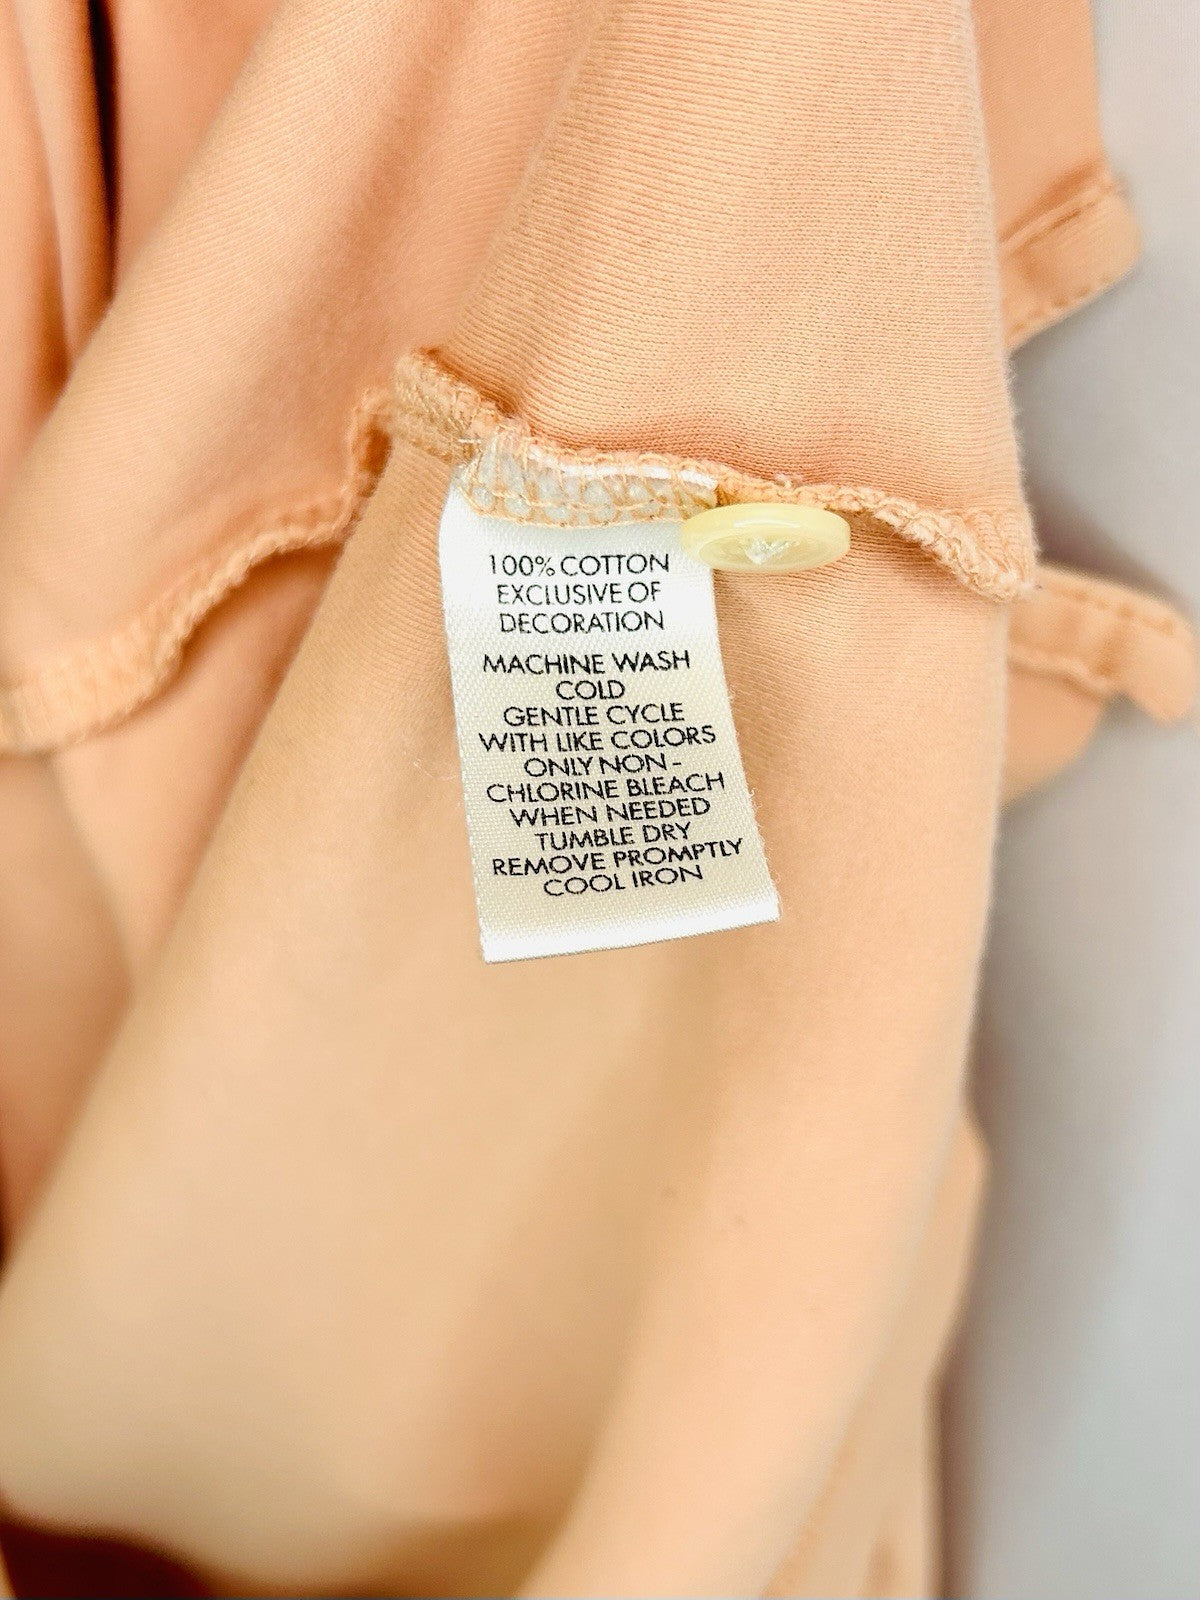 100% COTTON
EXCLUSIVE OF
DECORATION
MACHINE WASH
COLD
GENTLE CYCLE
WITH LIKE COLORS
ONLY NON -
CHLORINE BLEACH
WHEN NEEDED
TUMBLE DRY
REMOVE PROMPTLY
COOL IRON